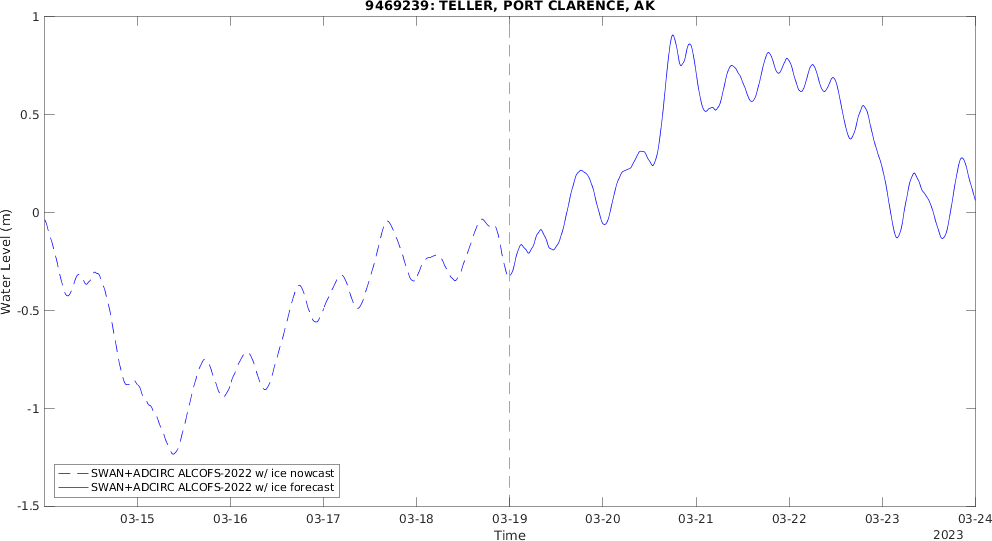 9469239: TELLER, PORT CLARENCE, AK
1
0.5
0
-0.5
-1
-1.5
Water Level (m)
SWAN+ADCIRC ALCOFS-2022 w/ ice nowcast
SWAN+ADCIRC ALCOFS-2022 w/ ice forecast
03-15 03-16 03-17 03-18 03-19 03-20 03-21 03-22 03-23 03-24
Time
2023